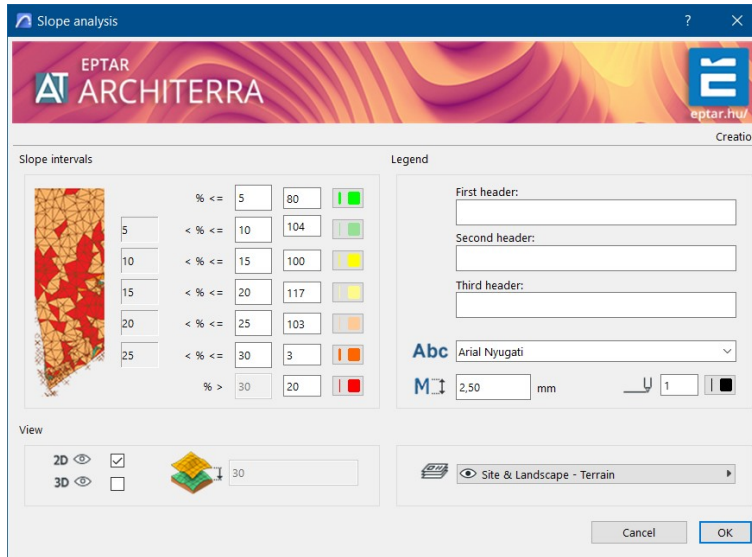 Slope analysis
?
EPTAR
AT ARCHITERRA
eptar.hu/
Creatio
Slope intervals
% <= 5 80
5 < % <= 10 104
10 < % <= 15 100
15 < % <= 20 117
20 < % <= 25 103
25 < % <= 30 3
% > 30 20
Legend
First header:
Second header:
Third header:
Abc Arial Nyugati
M 2,50 mm 1
View
2D
3D
30
Site & Landscape - Terrain
Cancel OK